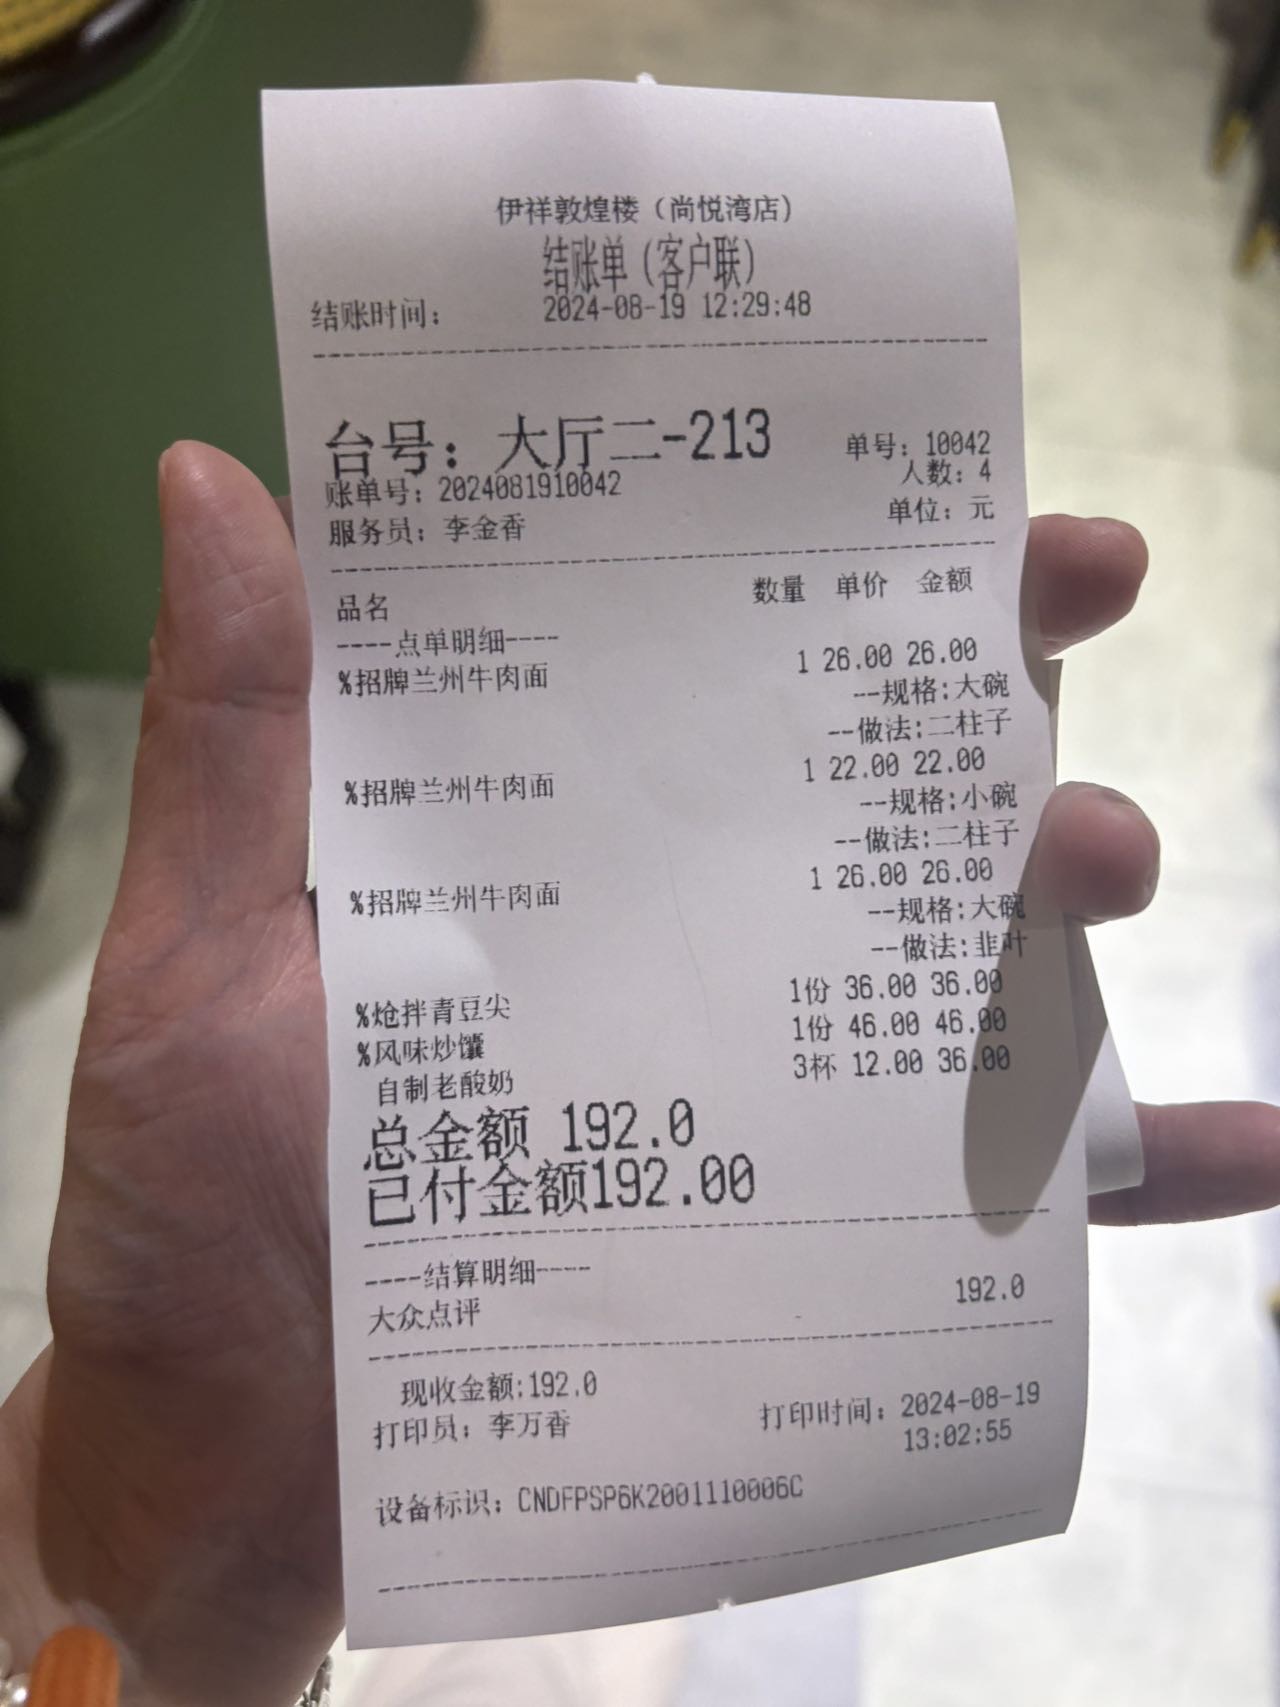 伊祥敦煌楼（尚悦湾店）
结账单（客户联）
结账时间： 2024-08-19 12:29:48
台号：大厅二-213 单号：10042
账单号：2024081910042 人数：4
服务员：李金香 单位：元
品名 数量 单价 金额
----点单明细----
%招牌兰州牛肉面 1 26.00 26.00
--规格:大碗
--做法:二柱子
%招牌兰州牛肉面 1 22.00 22.00
--规格:小碗
--做法:二柱子
%招牌兰州牛肉面 1 26.00 26.00
--规格:大碗
--做法:韭叶
%炝拌青豆尖 1份 36.00 36.00
%风味炒馕 1份 46.00 46.00
自制老酸奶 3杯 12.00 36.00
总金额 192.0
已付金额192.00
----结算明细----
大众点评 192.0
现收金额:192.0
打印员：李万香 打印时间：2024-08-19
13:02:55
设备标识：CNDFPSP6K2001110006C